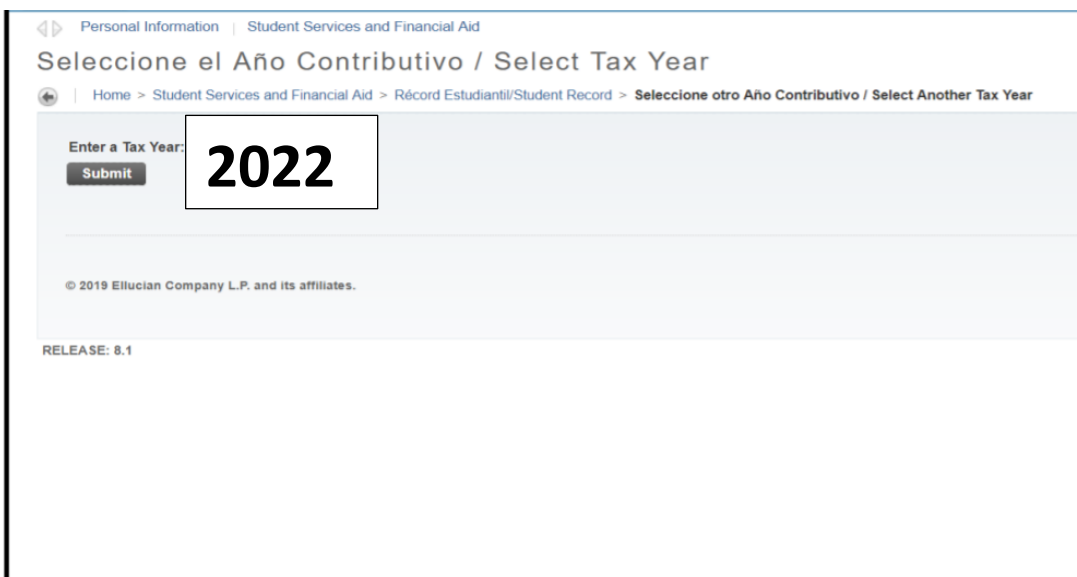 Personal Information | Student Services and Financial Aid
Seleccione el Año Contributivo / Select Tax Year
Home > Student Services and Financial Aid > Récord Estudiantil/Student Record > Seleccione otro Año Contributivo / Select Another Tax Year
Enter a Tax Year: 2022
Submit
© 2019 Ellucian Company L.P. and its affiliates.
RELEASE: 8.1